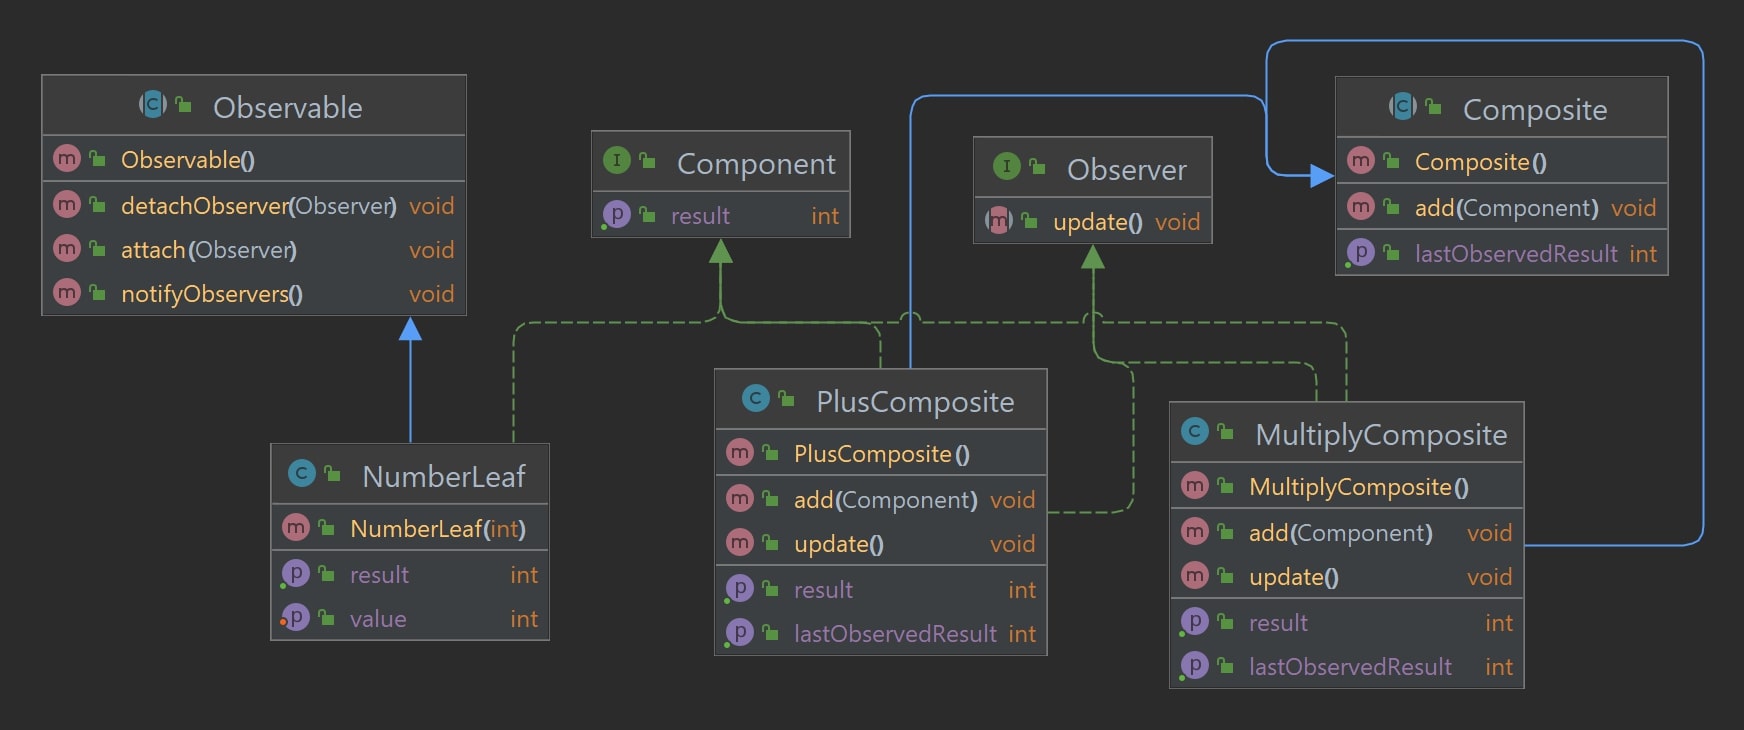 Observable
Observable()
detachObserver(Observer) void
attach(Observer) void
notifyObservers() void
Component
result int
Observer
update() void
Composite
Composite()
add(Component) void
lastObservedResult int
NumberLeaf
NumberLeaf(int)
result int
value int
PlusComposite
PlusComposite()
add(Component) void
update() void
result int
lastObservedResult int
MultiplyComposite
MultiplyComposite()
add(Component) void
update() void
result int
lastObservedResult int